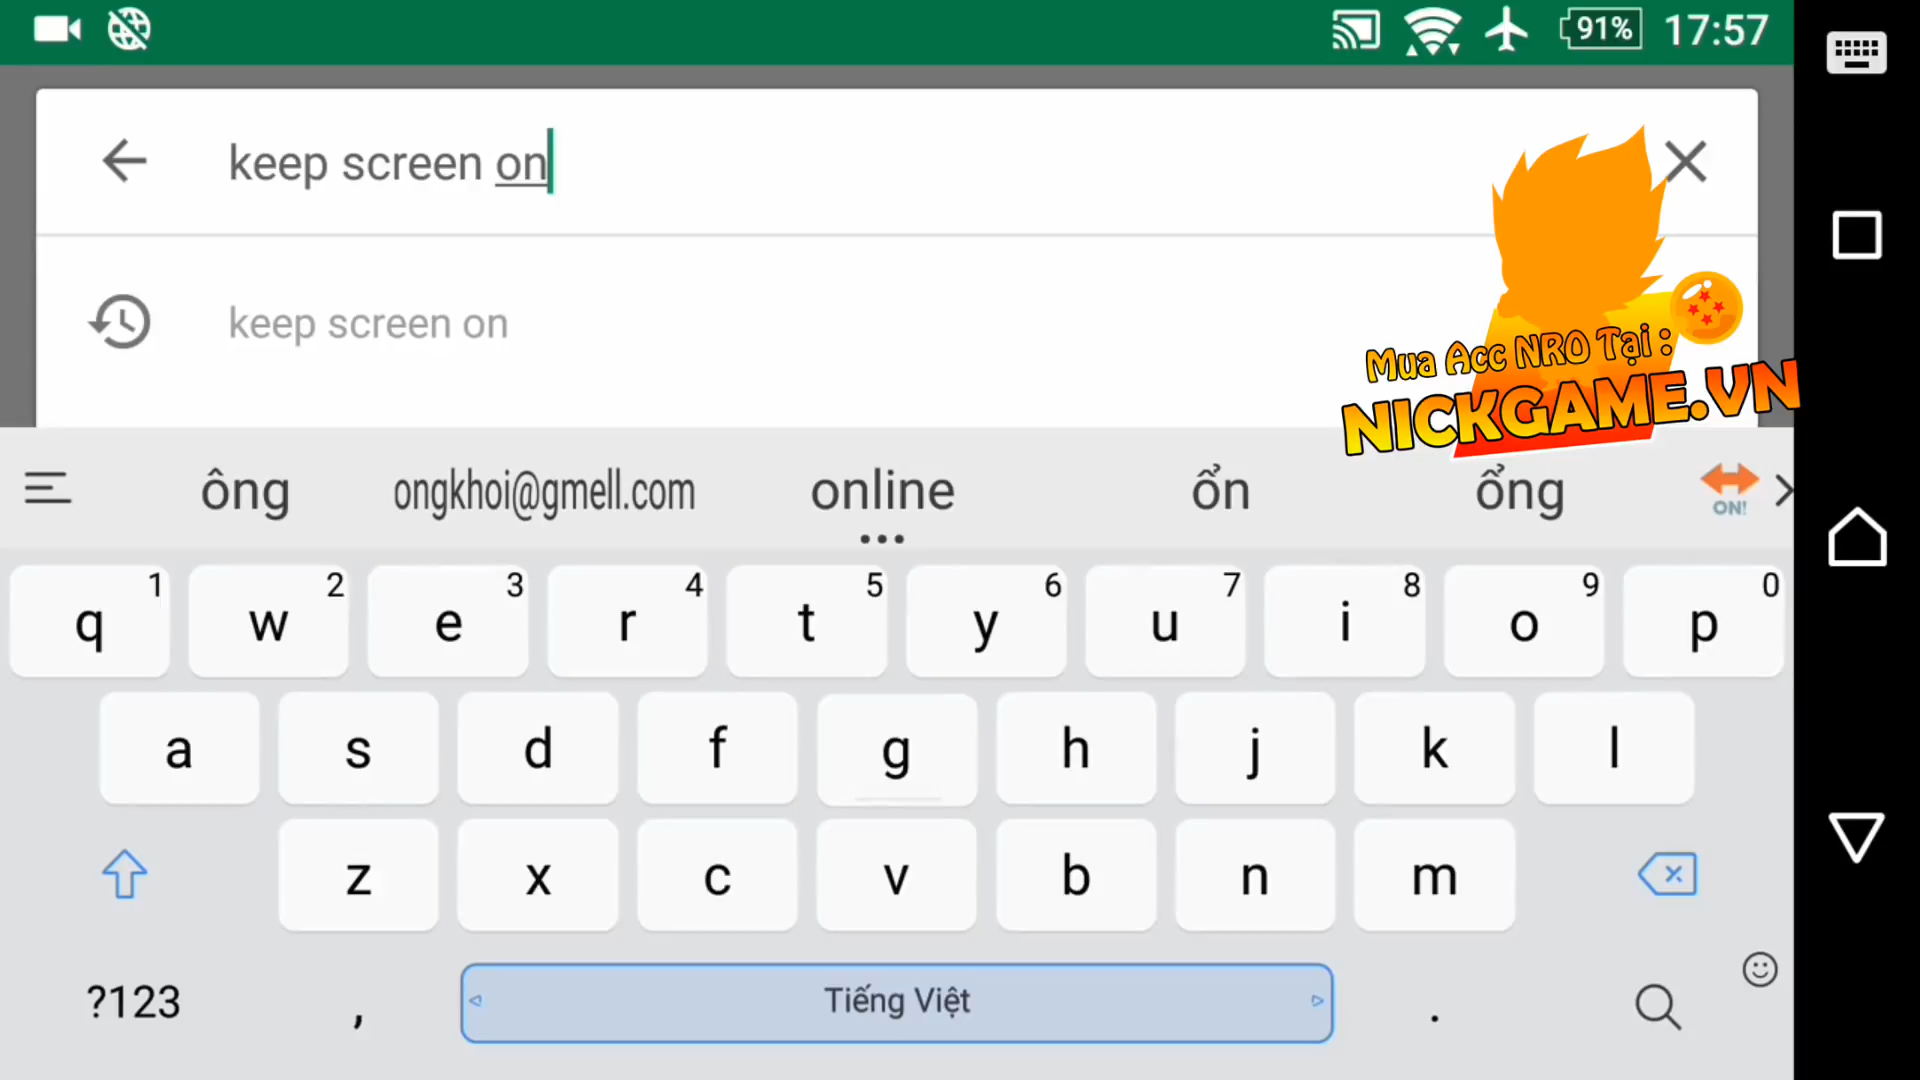 91% 17:57
keep screen on
keep screen on
Mua Acc NRO Tại :
NICKGAME.VN
ông ongkhoi@gmell.com online ổn ổng ON!
1 2 3 4 5 6 7 8 9 0
q w e r t y u i o p
a s d f g h j k l
z x c v b n m
?123 , Tiếng Việt .